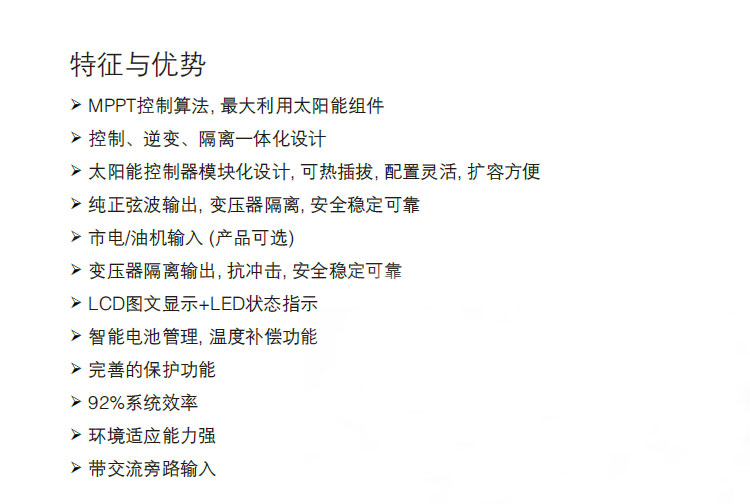 特征与优势
➢ MPPT控制算法, 最大利用太阳能组件
➢ 控制、逆变、隔离一体化设计
➢ 太阳能控制器模块化设计, 可热插拔, 配置灵活, 扩容方便
➢ 纯正弦波输出, 变压器隔离, 安全稳定可靠
➢ 市电/油机输入 (产品可选)
➢ 变压器隔离输出, 抗冲击, 安全稳定可靠
➢ LCD图文显示+LED状态指示
➢ 智能电池管理, 温度补偿功能
➢ 完善的保护功能
➢ 92%系统效率
➢ 环境适应能力强
➢ 带交流旁路输入